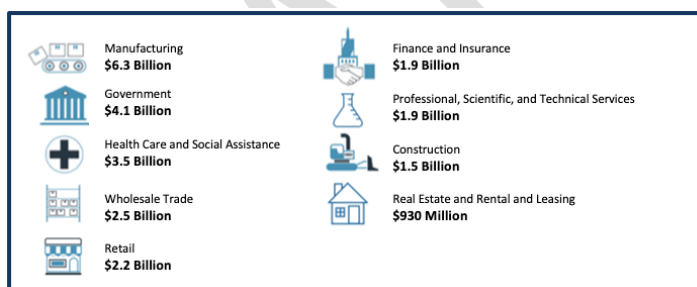 Manufacturing
$6.3 Billion
Government
$4.1 Billion
Health Care and Social Assistance
$3.5 Billion
Wholesale Trade
$2.5 Billion
Retail
$2.2 Billion
Finance and Insurance
$1.9 Billion
Professional, Scientific, and Technical Services
$1.9 Billion
Construction
$1.5 Billion
Real Estate and Rental and Leasing
$930 Million